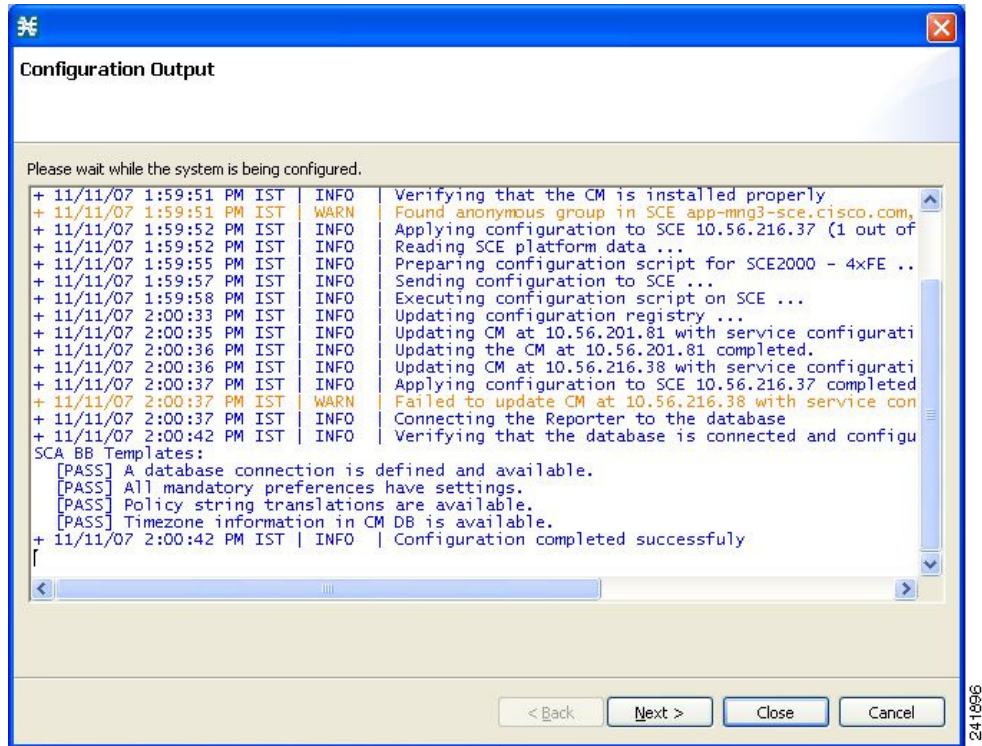 Configuration Output
Please wait while the system is being configured.
+ 11/11/07 1:59:51 PM IST | INFO | Verifying that the CM is installed properly
+ 11/11/07 1:59:51 PM IST | WARN | Found anonymous group in SCE app-mng3-sce.cisco.com,
+ 11/11/07 1:59:52 PM IST | INFO | Applying configuration to SCE 10.56.216.37 (1 out of
+ 11/11/07 1:59:52 PM IST | INFO | Reading SCE platform data ...
+ 11/11/07 1:59:55 PM IST | INFO | Preparing configuration script for SCE2000 - 4xFE ..
+ 11/11/07 1:59:57 PM IST | INFO | Sending configuration to SCE ...
+ 11/11/07 1:59:58 PM IST | INFO | Executing configuration script on SCE ...
+ 11/11/07 2:00:33 PM IST | INFO | Updating configuration registry ...
+ 11/11/07 2:00:35 PM IST | INFO | Updating CM at 10.56.201.81 with service configurati
+ 11/11/07 2:00:36 PM IST | INFO | Updating the CM at 10.56.201.81 completed.
+ 11/11/07 2:00:36 PM IST | INFO | Updating CM at 10.56.216.38 with service configurati
+ 11/11/07 2:00:37 PM IST | INFO | Applying configuration to SCE 10.56.216.37 completed
+ 11/11/07 2:00:37 PM IST | WARN | Failed to update CM at 10.56.216.38 with service con
+ 11/11/07 2:00:37 PM IST | INFO | Connecting the Reporter to the database
+ 11/11/07 2:00:42 PM IST | INFO | Verifying that the database is connected and configu
SCA BB Templates:
[PASS] A database connection is defined and available.
[PASS] All mandatory preferences have settings.
[PASS] Policy string translations are available.
[PASS] Timezone information in CM DB is available.
+ 11/11/07 2:00:42 PM IST | INFO | Configuration completed successfuly
< Back
Next >
Close
Cancel
241896